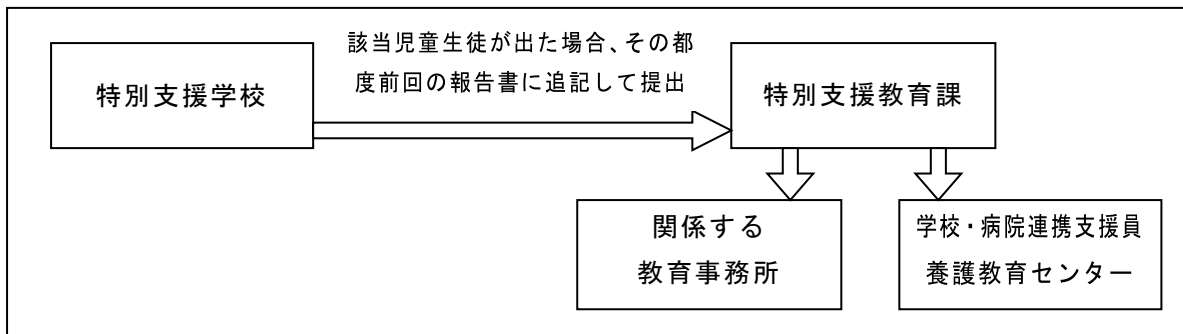 特別支援学校
該当児童生徒が出た場合、その都
度前回の報告書に追記して提出
特別支援教育課
関係する
教育事務所
学校・病院連携支援員
養護教育センター